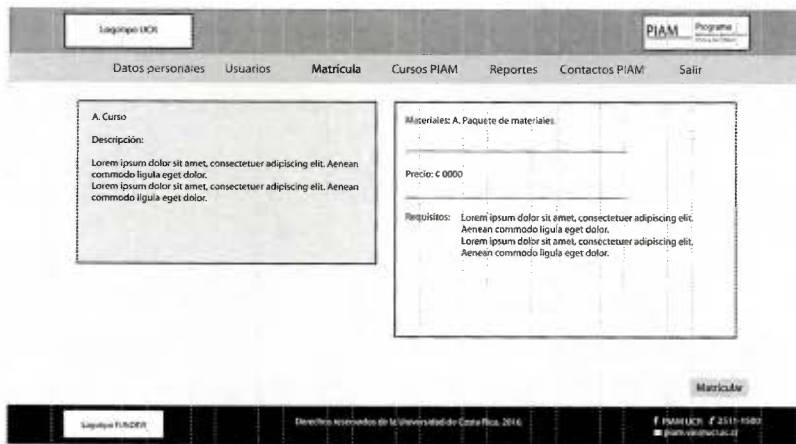 Logotipo UCR
PIAM Programa
Datos personales Usuarios Matrícula Cursos PIAM Reportes Contactos PIAM Salir
A. Curso
Descripción:
Lorem ipsum dolor sit amet, consectetuer adipiscing elit. Aenean
commodo ligula eget dolor.
Lorem ipsum dolor sit amet, consectetuer adipiscing elit. Aenean
commodo ligula eget dolor.
Materiales: A. Paquete de materiales
Precio: ¢ 0000
Requisitos: Lorem ipsum dolor sit amet, consectetuer adipiscing elit.
Aenean commodo ligula eget dolor.
Lorem ipsum dolor sit amet, consectetuer adipiscing elit.
Aenean commodo ligula eget dolor.
Matricular
Logotipo FUNDEVI
Derechos reservados de la Universidad de Costa Rica, 2016
PIAM UCR 2511-